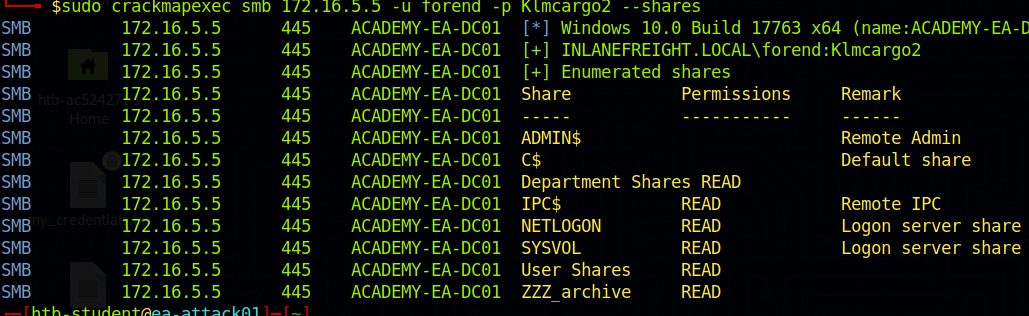 $sudo crackmapexec smb 172.16.5.5 -u forend -p Klmcargo2 --shares
SMB 172.16.5.5 445 ACADEMY-EA-DC01 [*] Windows 10.0 Build 17763 x64 (name:ACADEMY-EA-D
SMB 172.16.5.5 445 ACADEMY-EA-DC01 [+] INLANEFREIGHT.LOCAL\forend:Klmcargo2
SMB 172.16.5.5 445 ACADEMY-EA-DC01 [+] Enumerated shares
SMB 172.16.5.5 445 ACADEMY-EA-DC01 Share Permissions Remark
SMB 172.16.5.5 445 ACADEMY-EA-DC01 ----- ----------- ------
SMB 172.16.5.5 445 ACADEMY-EA-DC01 ADMIN$ Remote Admin
SMB 172.16.5.5 445 ACADEMY-EA-DC01 C$ Default share
SMB 172.16.5.5 445 ACADEMY-EA-DC01 Department Shares READ
SMB 172.16.5.5 445 ACADEMY-EA-DC01 IPC$ READ Remote IPC
SMB 172.16.5.5 445 ACADEMY-EA-DC01 NETLOGON READ Logon server share
SMB 172.16.5.5 445 ACADEMY-EA-DC01 SYSVOL READ Logon server share
SMB 172.16.5.5 445 ACADEMY-EA-DC01 User Shares READ
SMB 172.16.5.5 445 ACADEMY-EA-DC01 ZZZ_archive READ
[htb-student@ea-attack01]-[~]
htb-ac52427
Home
my_credential